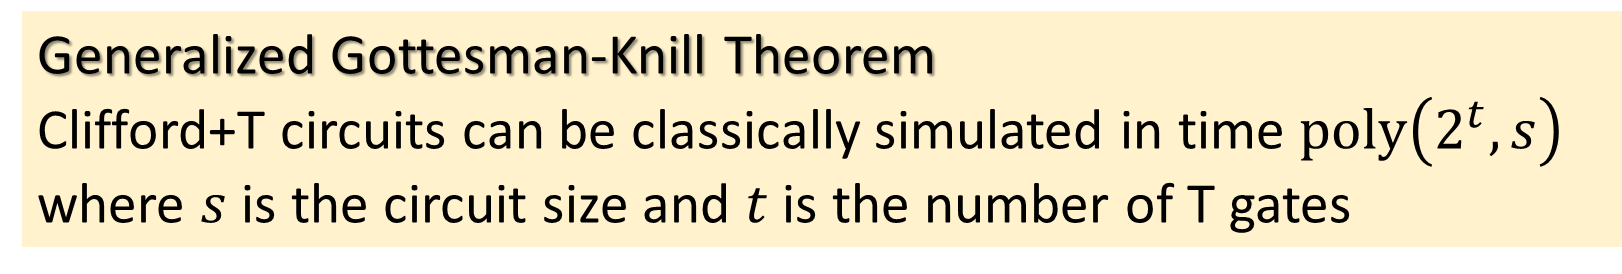 Generalized Gottesman-Knill Theorem
Clifford+T circuits can be classically simulated in time poly(2^t, s)
where s is the circuit size and t is the number of T gates